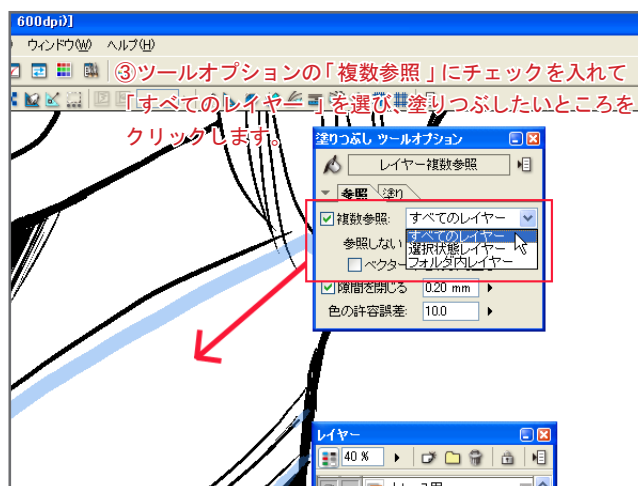 600dpi)]
ウィンドウ(W) ヘルプ(H)
③ツールオプションの「複数参照」にチェックを入れて
「すべてのレイヤー」を選び、塗りつぶしたいところを
クリックします。
塗りつぶし ツールオプション
レイヤー複数参照
参照 塗り
複数参照: すべてのレイヤー
すべてのレイヤー
参照しない
選択状態レイヤー
フォルダ内レイヤー
ベクター
隙間を閉じる 0.20 mm
色の許容誤差: 10.0
レイヤー
40 %